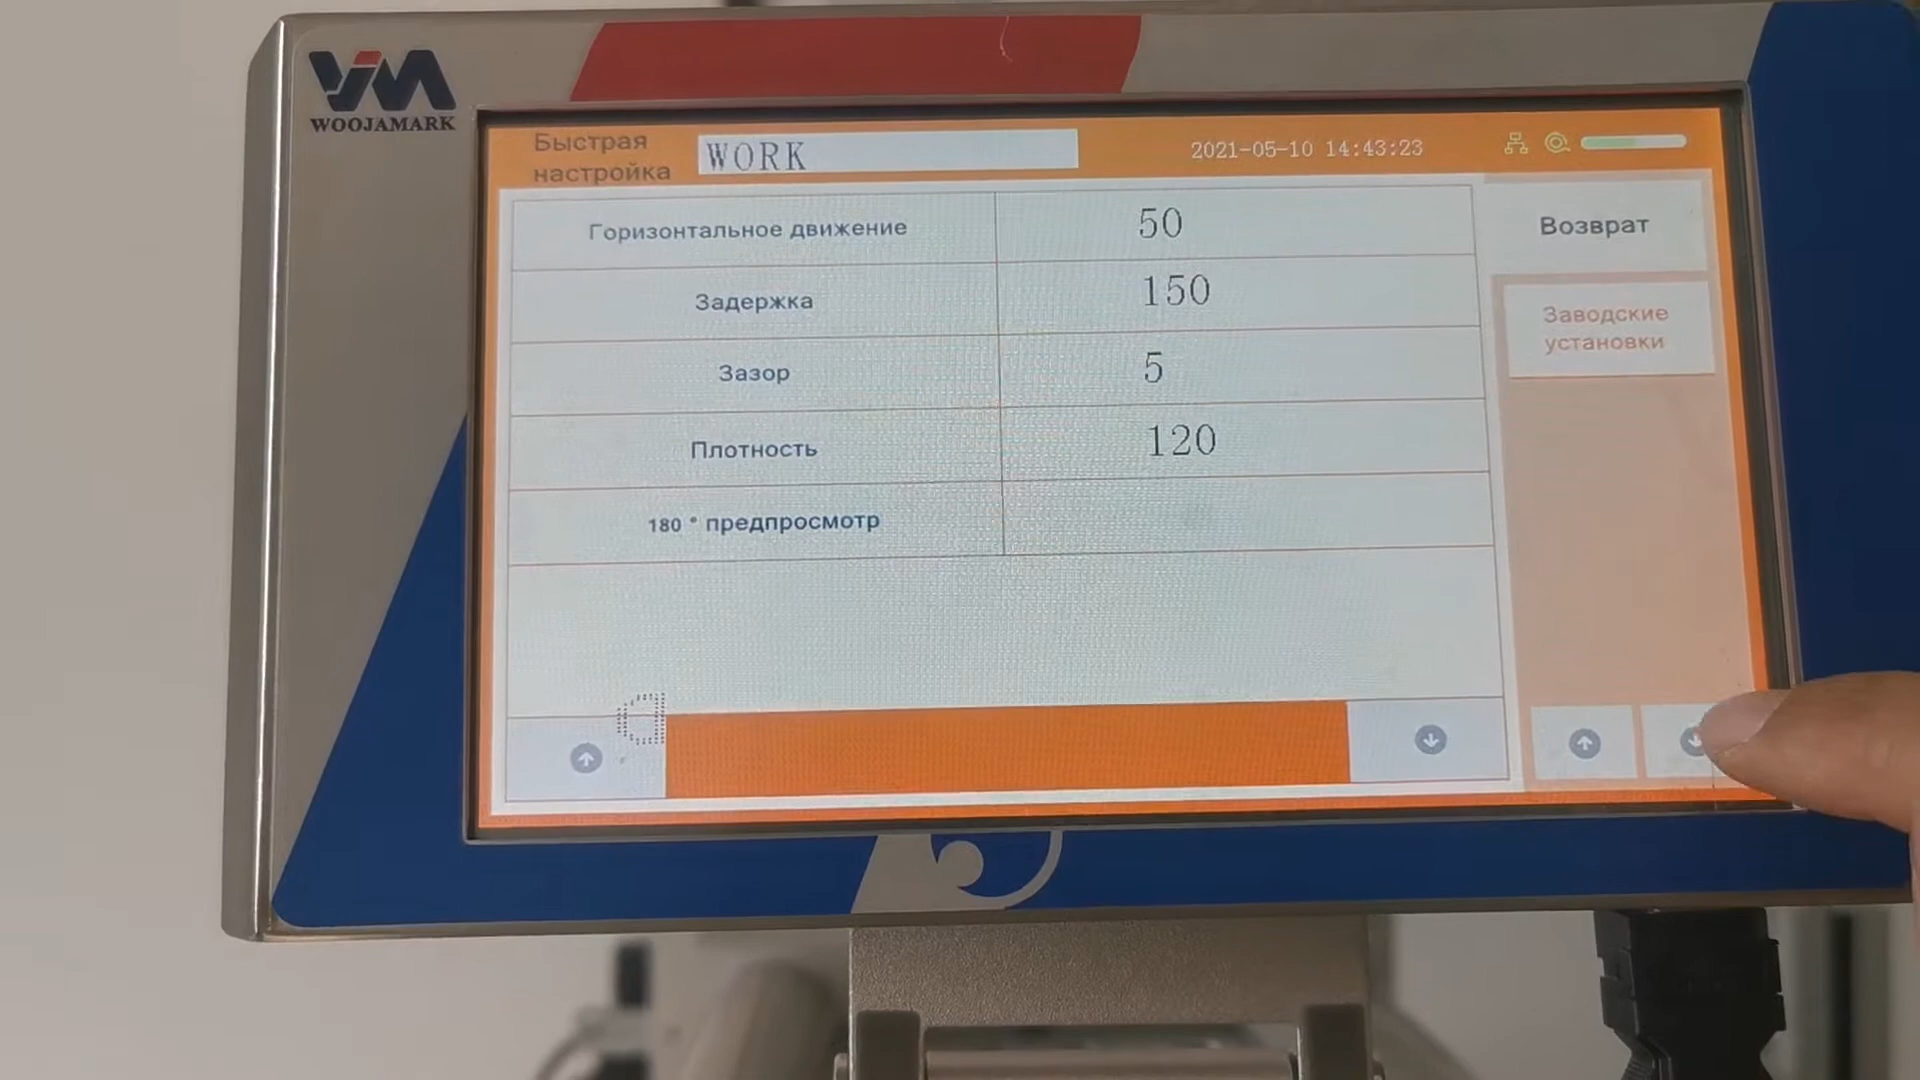 WOOJAMARK
Быстрая
настройка
WORK
2021-05-10 14:43:23
Горизонтальное движение
50
Возврат
Задержка
150
Заводские
установки
Зазор
5
Плотность
120
180 ° предпросмотр